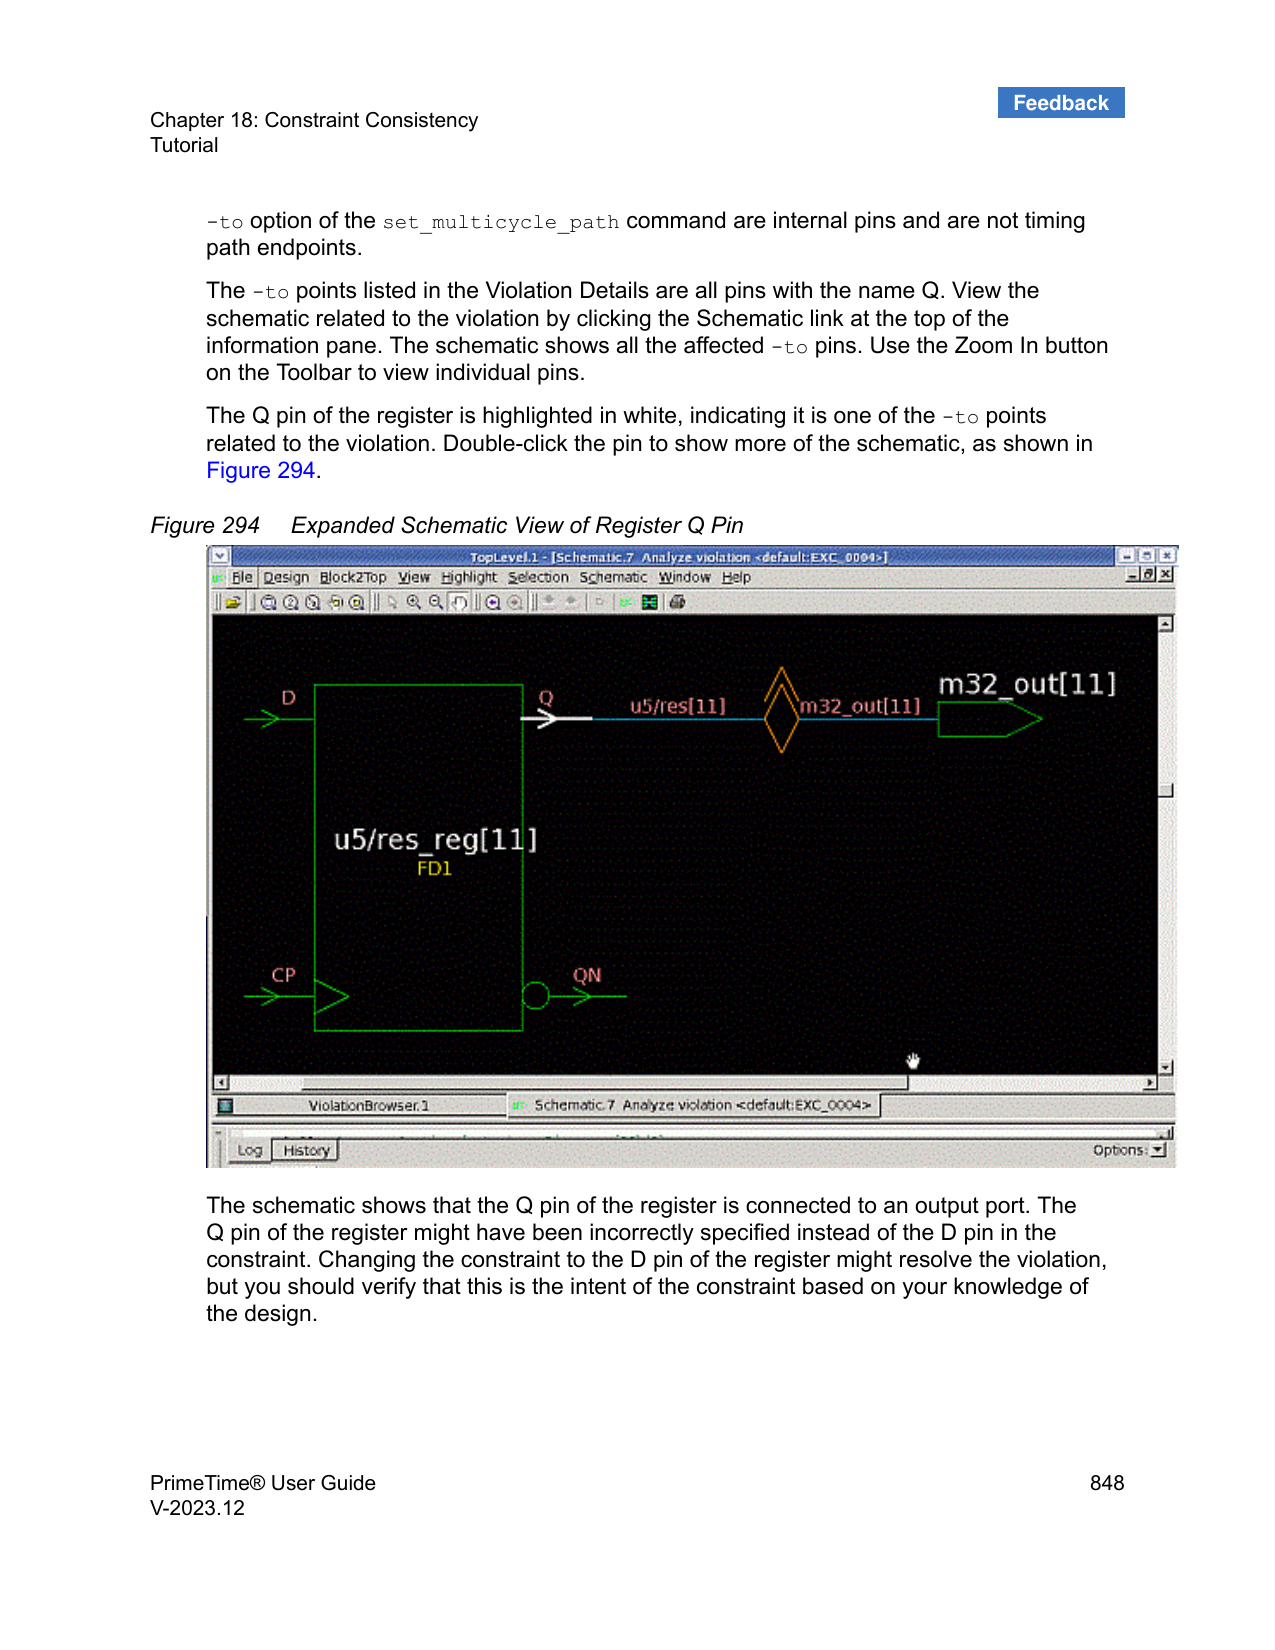 Feedback
Chapter 18: Constraint Consistency
Tutorial
-to option of the set_multicycle_path command are internal pins and are not timing
path endpoints.
The -to points listed in the Violation Details are all pins with the name Q. View the
schematic related to the violation by clicking the Schematic link at the top of the
information pane. The schematic shows all the affected -to pins. Use the Zoom In button
on the Toolbar to view individual pins.
The Q pin of the register is highlighted in white, indicating it is one of the -to points
related to the violation. Double-click the pin to show more of the schematic, as shown in
Figure 294.
Figure 294 Expanded Schematic View of Register Q Pin
TopLevel.1 - [Schematic.7 Analyze violation <default:EXC_0004>]
File Design Block2Top View Highlight Selection Schematic Window Help
m32_out[11]
D Q u5/res[11] m32_out[11]
u5/res_reg[11]
FD1
CP QN
ViolationBrowser.1 Schematic.7 Analyze violation <default:EXC_0004>
Log History Options:
The schematic shows that the Q pin of the register is connected to an output port. The
Q pin of the register might have been incorrectly specified instead of the D pin in the
constraint. Changing the constraint to the D pin of the register might resolve the violation,
but you should verify that this is the intent of the constraint based on your knowledge of
the design.
PrimeTime® User Guide 848
V-2023.12